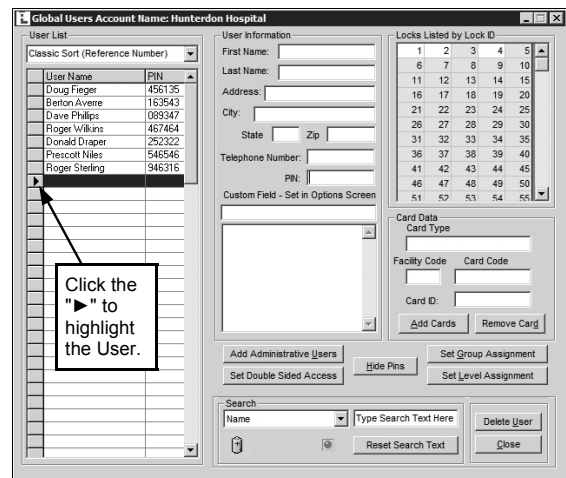 Global Users Account Name: Hunterdon Hospital
User List
Classic Sort (Reference Number)
User Name PIN
Doug Fieger 456135
Berton Averre 163543
Dave Phillips 089347
Roger Wilkins 467464
Donald Draper 252322
Prescott Niles 546546
Roger Sterling 946316
Click the
"►" to
highlight
the User.
User Information
First Name:
Last Name:
Address:
City:
State Zip
Telephone Number:
PIN:
Custom Field - Set in Options Screen
Locks Listed by Lock ID
1 2 3 4 5
6 7 8 9 10
11 12 13 14 15
16 17 18 19 20
21 22 23 24 25
26 27 28 29 30
31 32 33 34 35
36 37 38 39 40
41 42 43 44 45
46 47 48 49 50
51 52 53 54 55
Card Data
Card Type
Facility Code Card Code
Card ID:
Add Cards Remove Card
Add Administrative Users
Set Double Sided Access
Hide Pins
Set Group Assignment
Set Level Assignment
Search
Name Type Search Text Here
Reset Search Text
Delete User
Close